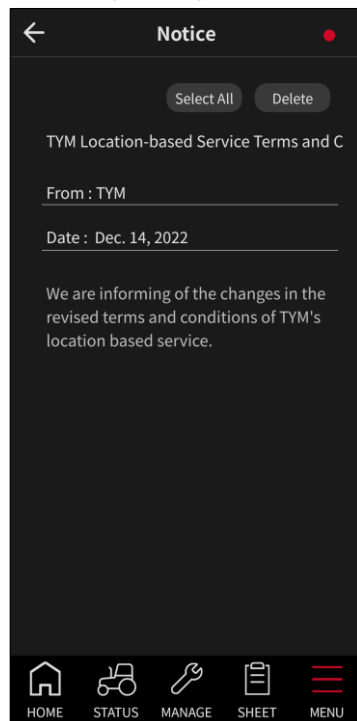 Notice
Select All Delete
TYM Location-based Service Terms and C
From : TYM
Date : Dec. 14, 2022
We are informing of the changes in the
revised terms and conditions of TYM's
location based service.
HOME STATUS MANAGE SHEET MENU